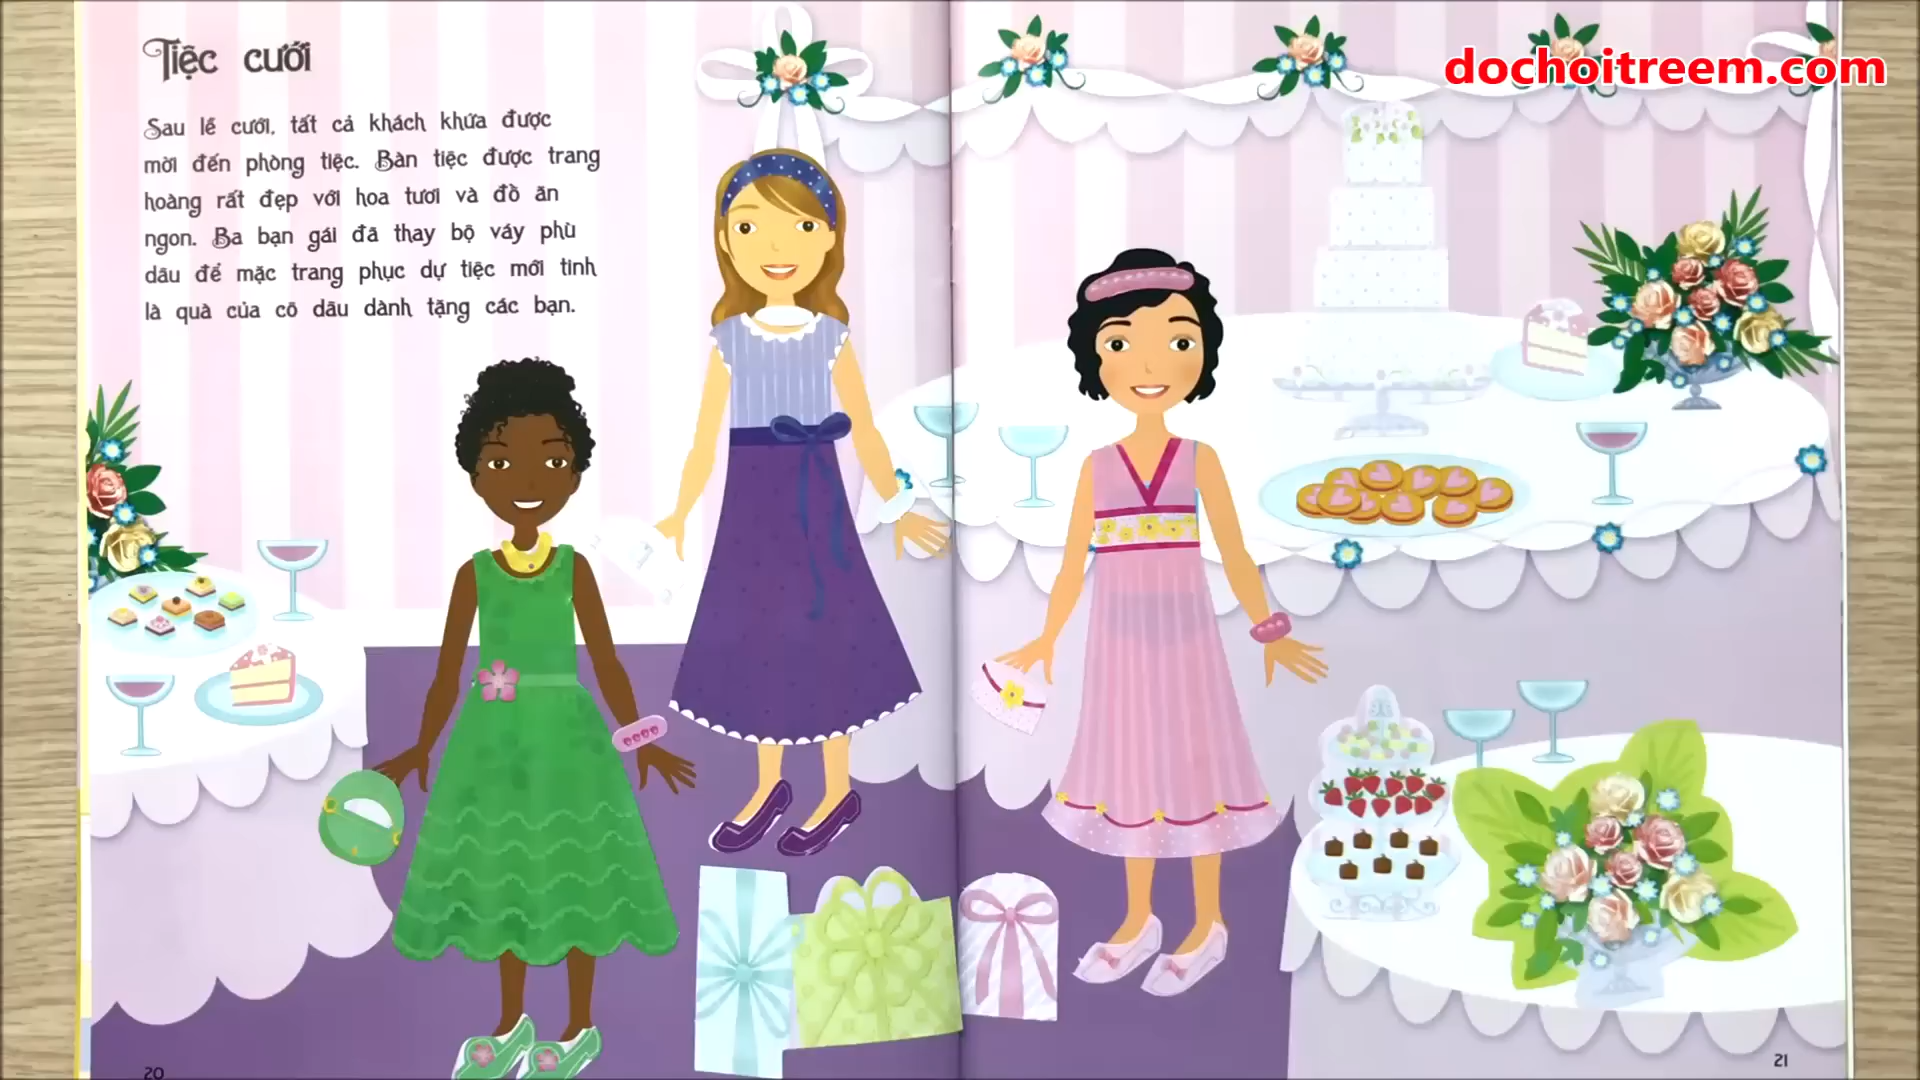 Tiệc cưới
dochoitreem.com
Sau lễ cưới, tất cả khách khứa được
mời đến phòng tiệc. Bàn tiệc được trang
hoàng rất đẹp với hoa tươi và đồ ăn
ngon. Ba bạn gái đã thay bộ váy phù
dâu để mặc trang phục dự tiệc mới tinh
là quà của cô dâu dành tặng các bạn.
20
21